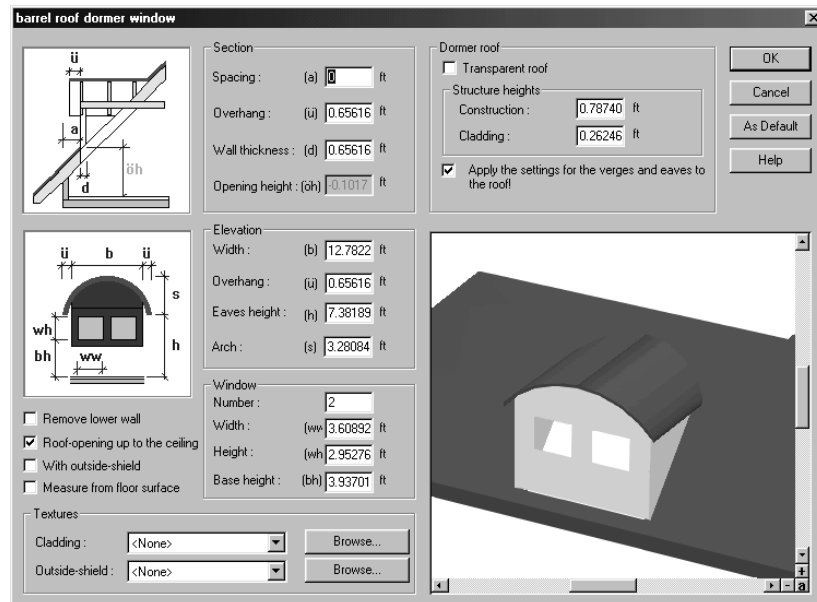 barrel roof dormer window
ü
a
d
öh
Section
Spacing : (a) 0 ft
Overhang : (ü) 0.65616 ft
Wall thickness : (d) 0.65616 ft
Opening height : (öh) -0.1017 ft
Dormer roof
Transparent roof
Structure heights
Construction : 0.78740 ft
Cladding : 0.26246 ft
Apply the settings for the verges and eaves to
the roof!
OK
Cancel
As Default
Help
ü b ü
s
wh
bh
ww
h
Elevation
Width : (b) 12.7822 ft
Overhang : (ü) 0.65616 ft
Eaves height : (h) 7.38189 ft
Arch : (s) 3.28084 ft
Window
Number : 2
Width : (ww 3.60892 ft
Height : (wh 2.95276 ft
Base height : (bh) 3.93701 ft
Remove lower wall
Roof-opening up to the ceiling
With outside-shield
Measure from floor surface
Textures
Cladding : <None> Browse...
Outside-shield : <None> Browse...
+
- a